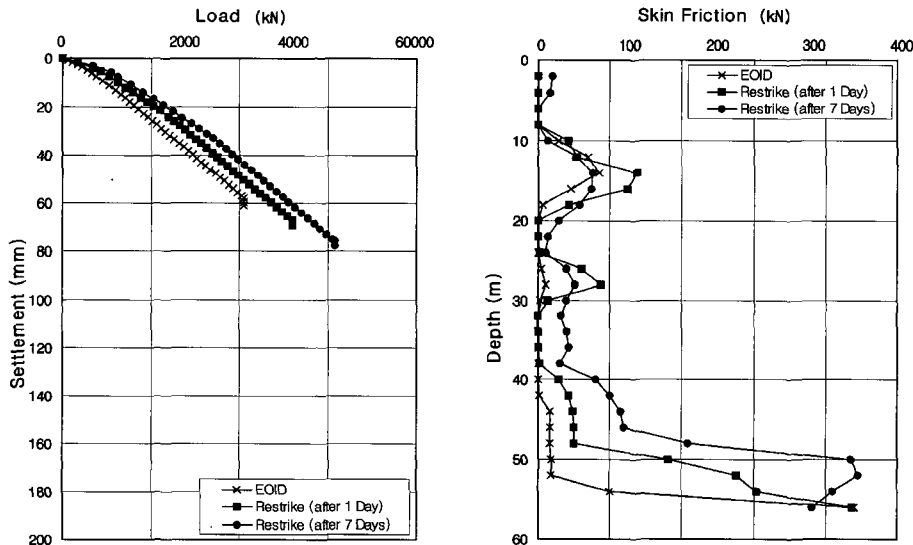 Load (kN)
0 2000 4000 60000
0
20
40
60
80
100
120
140
160
180
200
Settlement (mm)
EOID
Restrike (after 1 Day)
Restrike (after 7 Days)
Skin Friction (kN)
0 100 200 300 400
0
10
20
30
40
50
60
Depth (m)
EOID
Restrike (after 1 Day)
Restrike (after 7 Days)